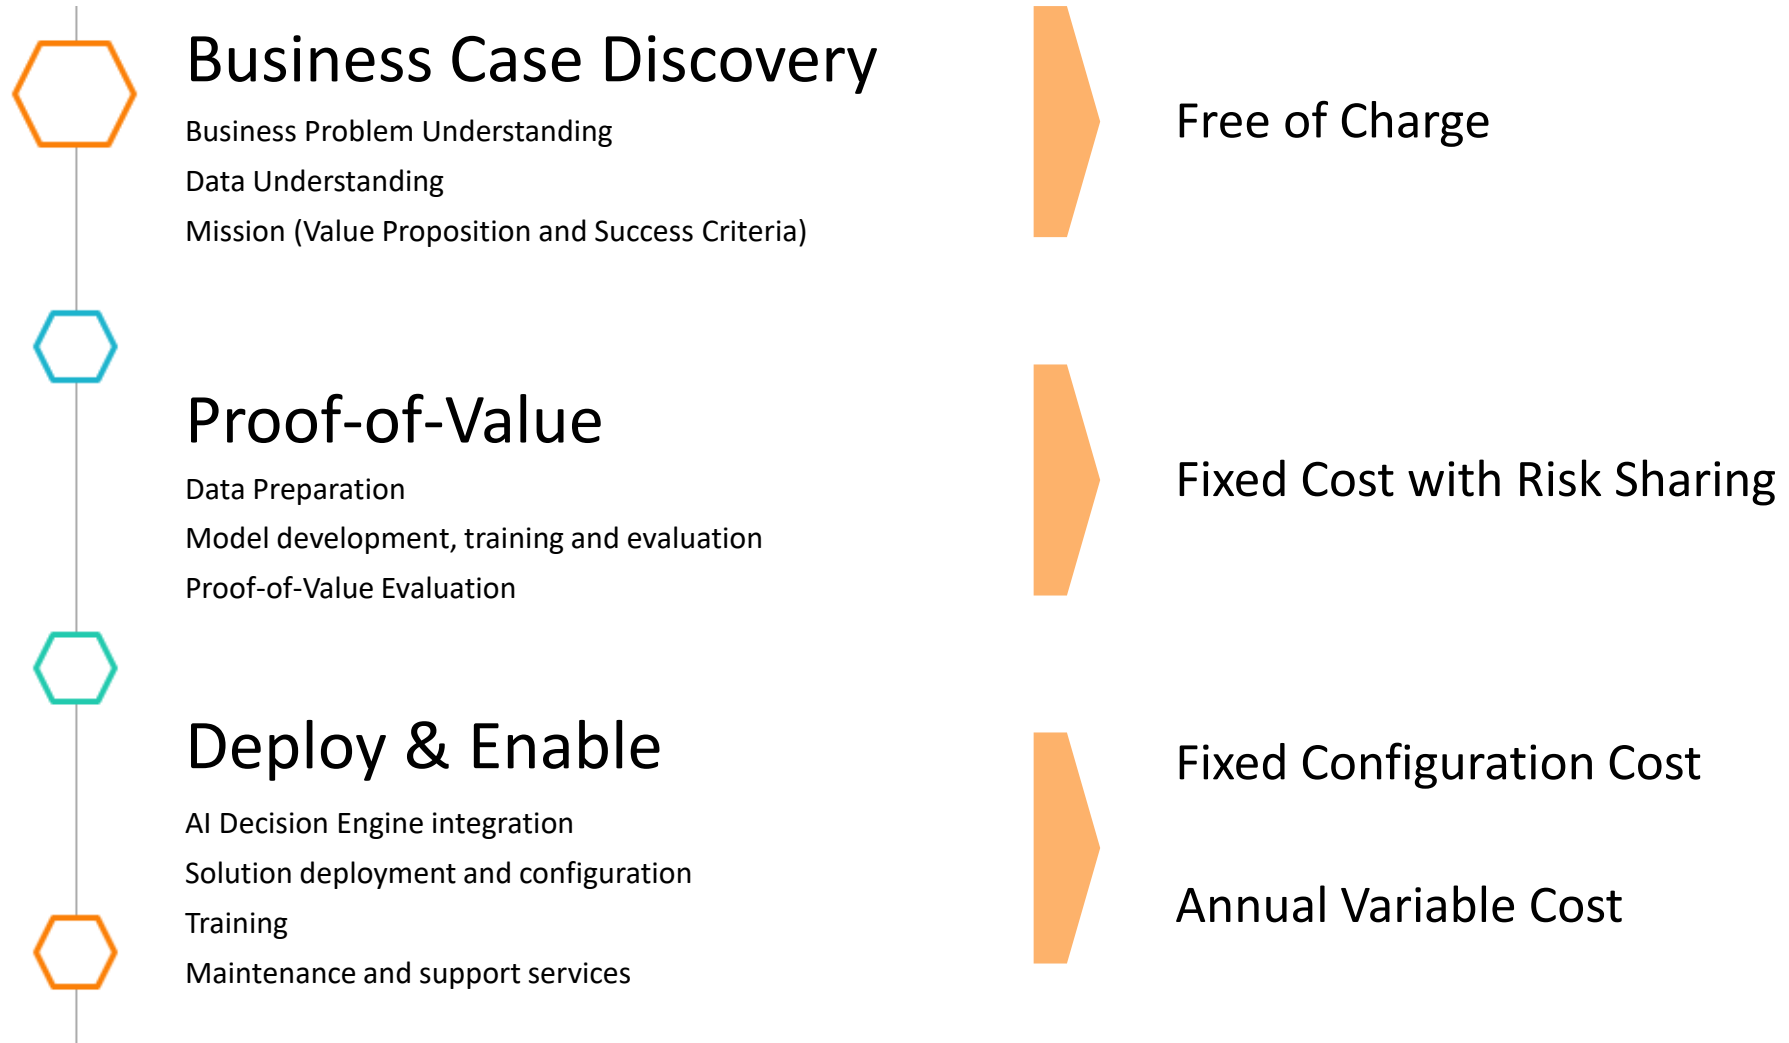 Business Case Discovery
Business Problem Understanding
Data Understanding
Mission (Value Proposition and Success Criteria)
Free of Charge
Proof-of-Value
Data Preparation
Model development, training and evaluation
Proof-of-Value Evaluation
Fixed Cost with Risk Sharing
Deploy & Enable
AI Decision Engine integration
Solution deployment and configuration
Training
Maintenance and support services
Fixed Configuration Cost
Annual Variable Cost